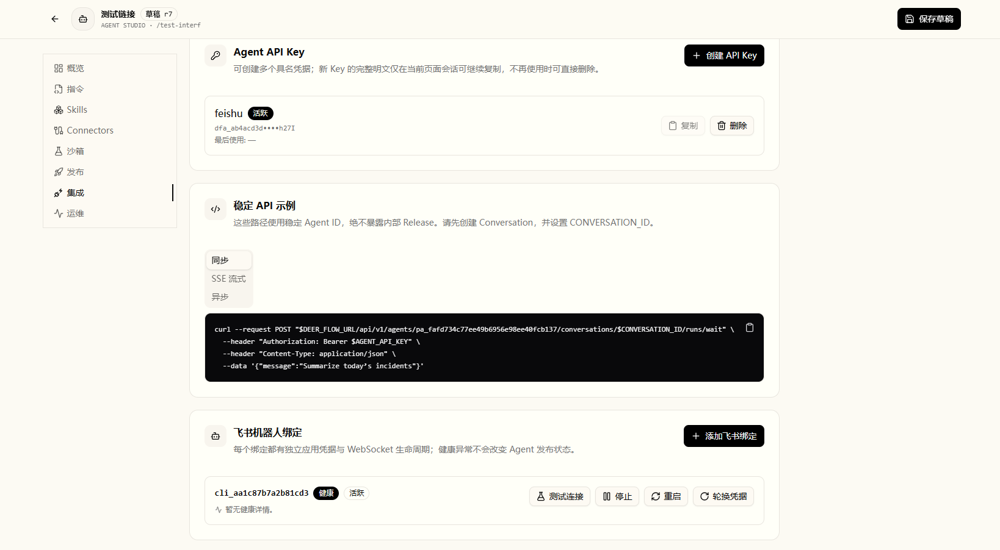 测试链接 草稿 r7
AGENT STUDIO · /test-interf
保存草稿
概览
指令
Skills
Connectors
沙箱
发布
集成
运维
Agent API Key
可创建多个具名凭据；新 Key 的完整明文仅在当前页面会话可继续复制，不再使用时可直接删除。
创建 API Key
feishu 活跃
dfa_ab4acd3d••••h27I
最后使用: —
复制
删除
稳定 API 示例
这些路径使用稳定 Agent ID，绝不暴露内部 Release。请先创建 Conversation，并设置 CONVERSATION_ID。
同步
SSE 流式
异步
curl --request POST "$DEER_FLOW_URL/api/v1/agents/pa_fafd734c77ee49b6956e98ee40fcb137/conversations/$CONVERSATION_ID/runs/wait" \
--header "Authorization: Bearer $AGENT_API_KEY" \
--header "Content-Type: application/json" \
--data '{"message":"Summarize today’s incidents"}'
飞书机器人绑定
每个绑定都有独立应用凭据与 WebSocket 生命周期；健康异常不会改变 Agent 发布状态。
添加飞书绑定
cli_aa1c87b7a2b81cd3 健康 活跃
暂无健康详情。
测试连接
停止
重启
轮换凭据